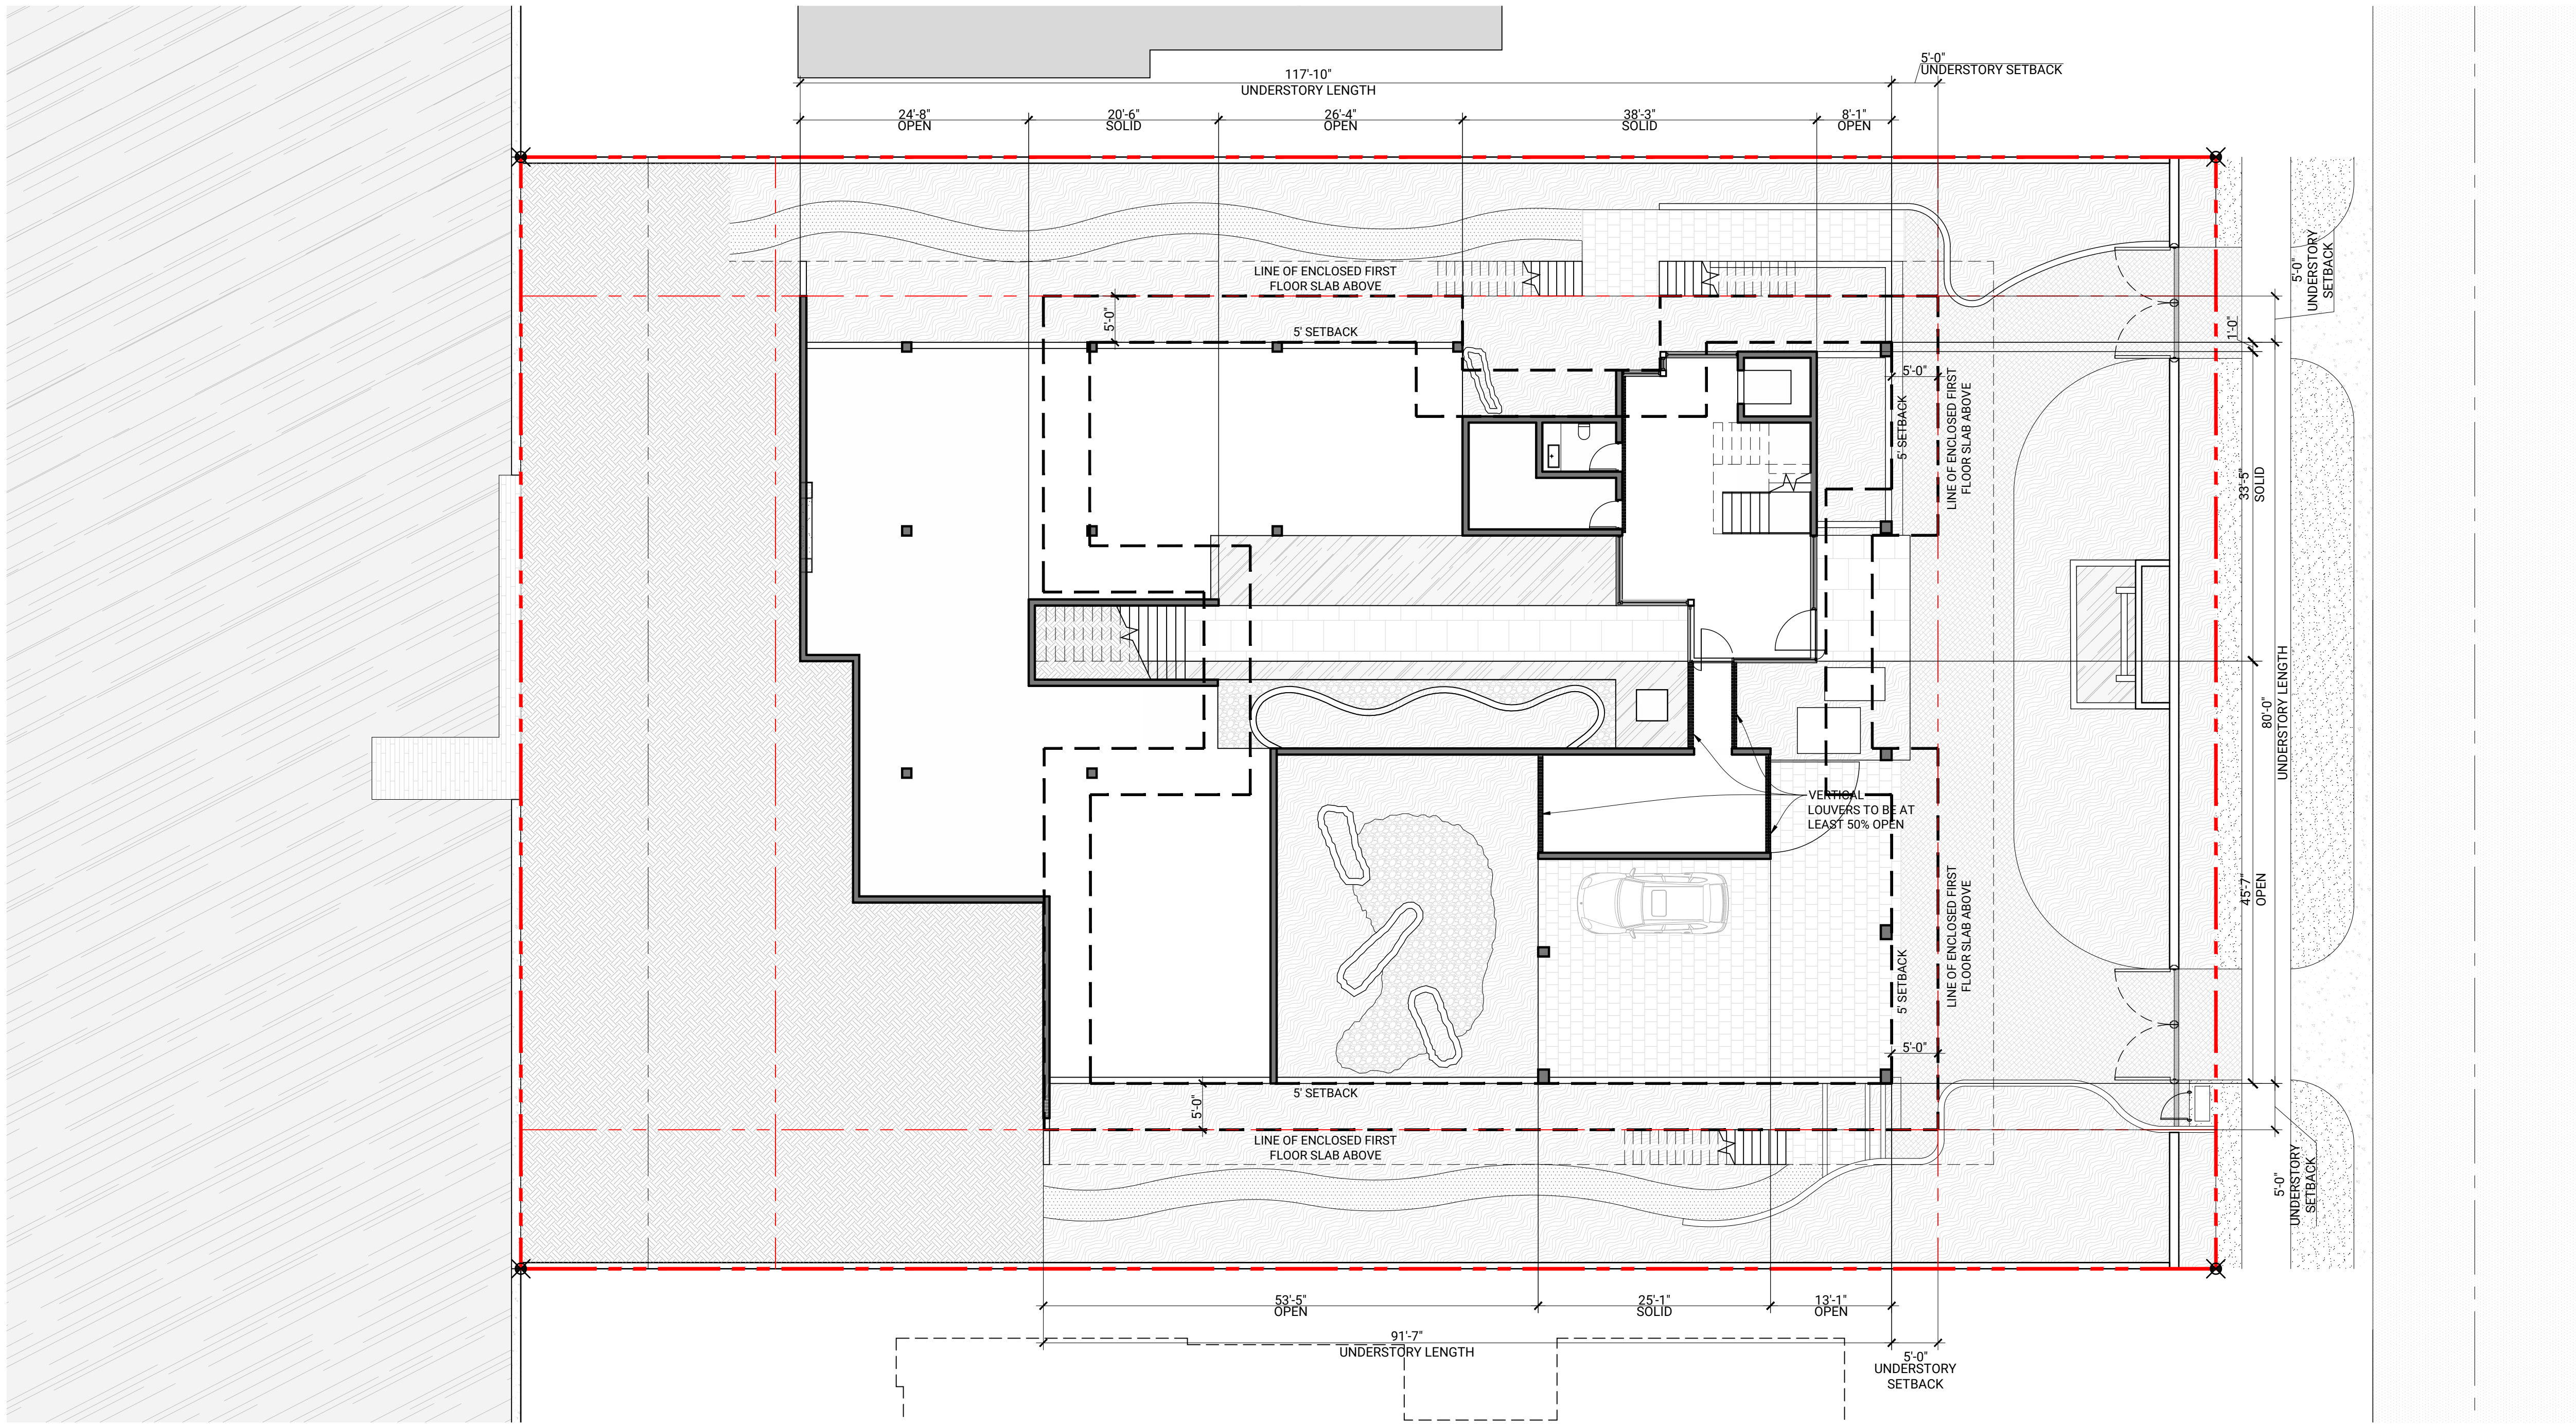 5'-0"
UNDERSTORY SETBACK
117'-10"
UNDERSTORY LENGTH
24'-8"
OPEN
20'-6"
SOLID
26'-4"
OPEN
38'-3"
SOLID
8'-1"
OPEN
LINE OF ENCLOSED FIRST
FLOOR SLAB ABOVE
5'-0"
5' SETBACK
5'-0"
5' SETBACK
LINE OF ENCLOSED FIRST
FLOOR SLAB ABOVE
5'-0"
UNDERSTORY
SETBACK
1'-0"
33'-5"
SOLID
80'-0"
UNDERSTORY LENGTH
VERTICAL
LOUVERS TO BE AT
LEAST 50% OPEN
45'-7"
OPEN
LINE OF ENCLOSED FIRST
FLOOR SLAB ABOVE
5' SETBACK
5'-0"
5' SETBACK
5'-0"
LINE OF ENCLOSED FIRST
FLOOR SLAB ABOVE
5'-0"
UNDERSTORY
SETBACK
53'-5"
OPEN
25'-1"
SOLID
13'-1"
OPEN
91'-7"
UNDERSTORY LENGTH
5'-0"
UNDERSTORY
SETBACK